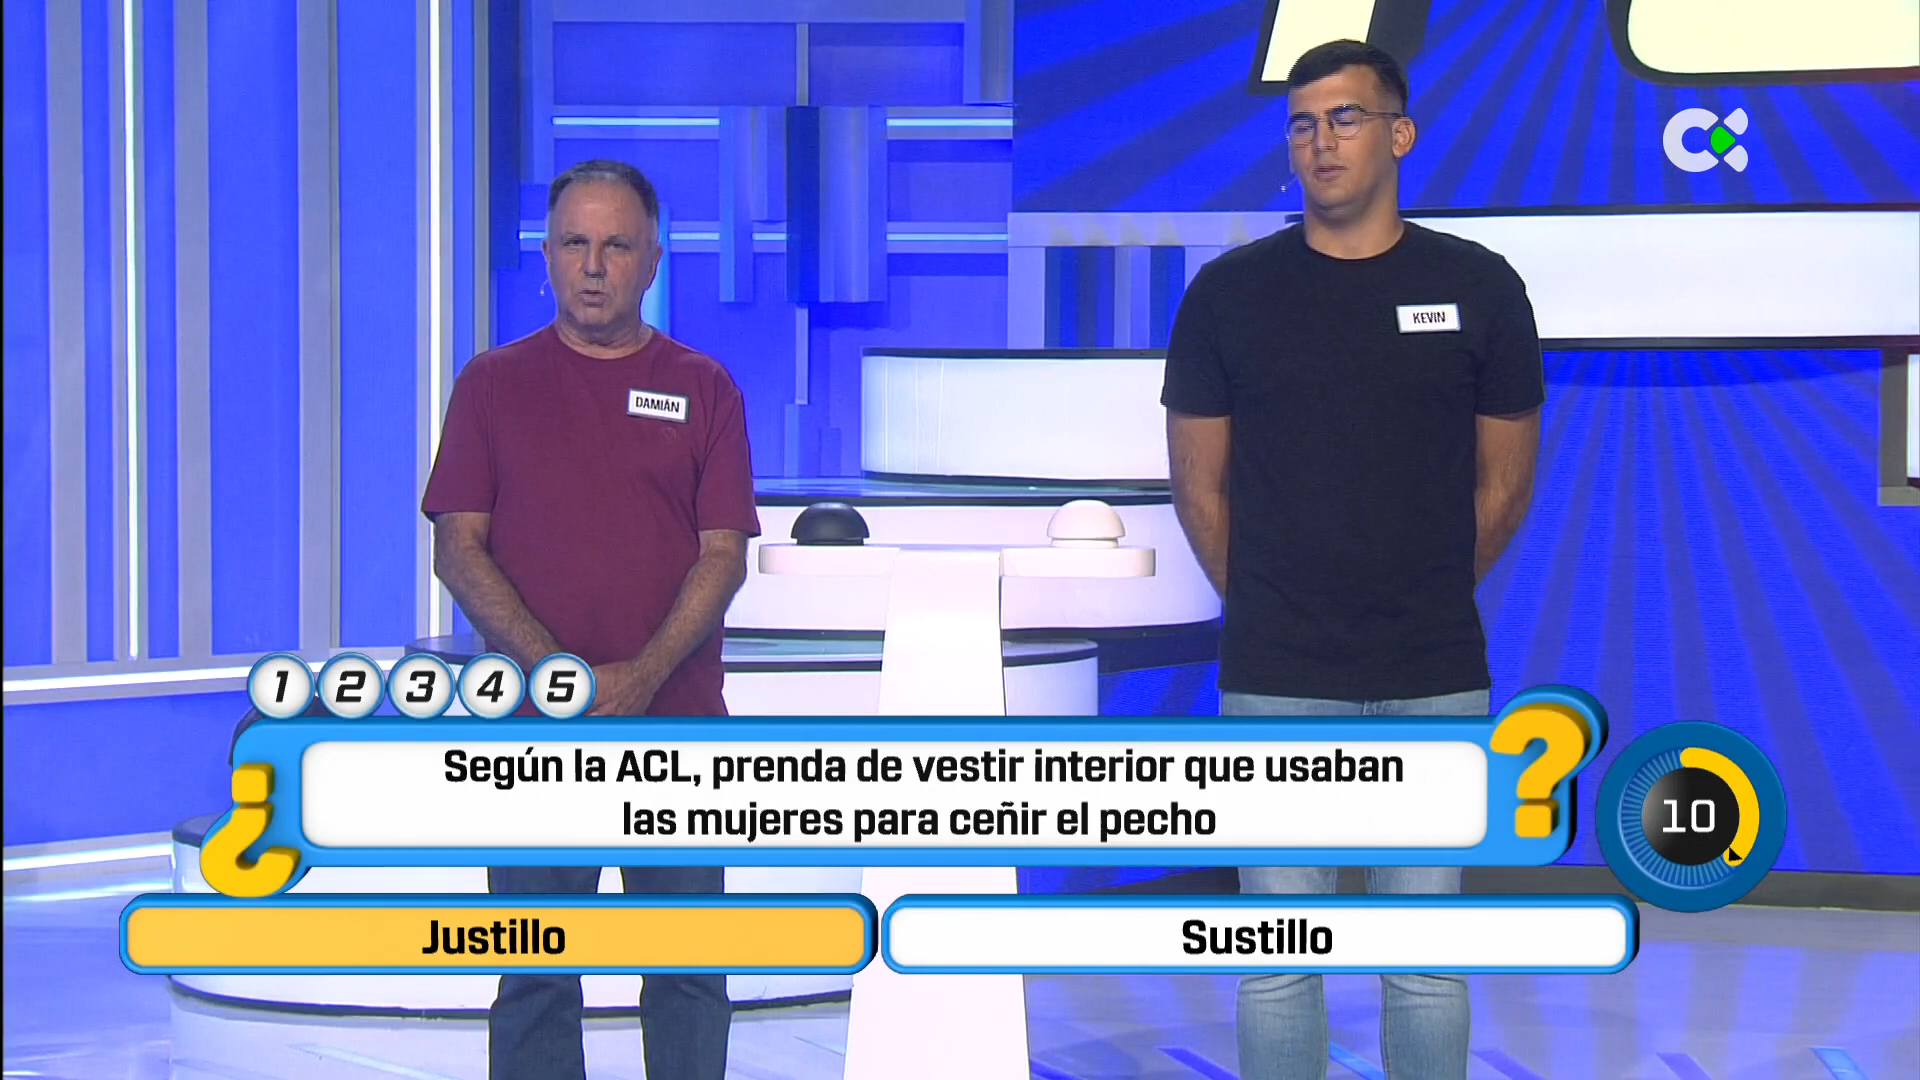 DAMIÁN
KEVIN
1 2 3 4 5
¿ Según la ACL, prenda de vestir interior que usaban
las mujeres para ceñir el pecho ?
10
Justillo
Sustillo